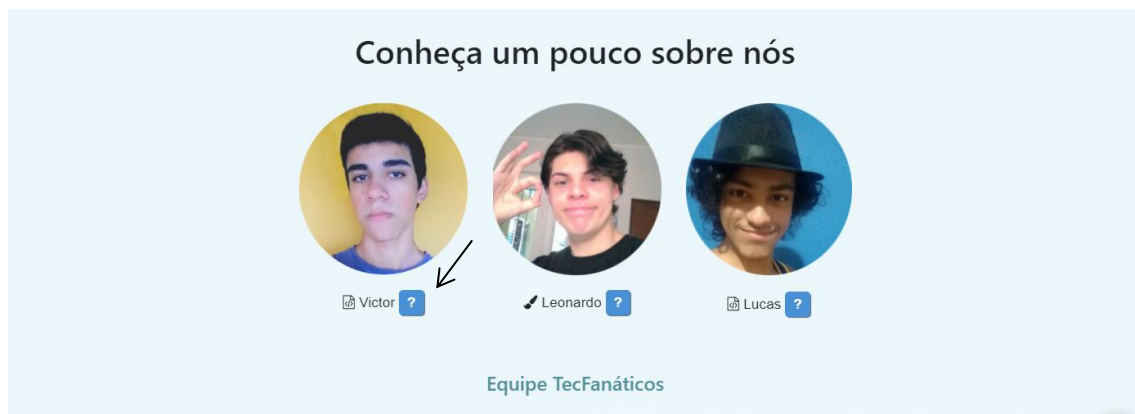 Conheça um pouco sobre nós
Victor ? Leonardo ? Lucas ?
Equipe TecFanáticos